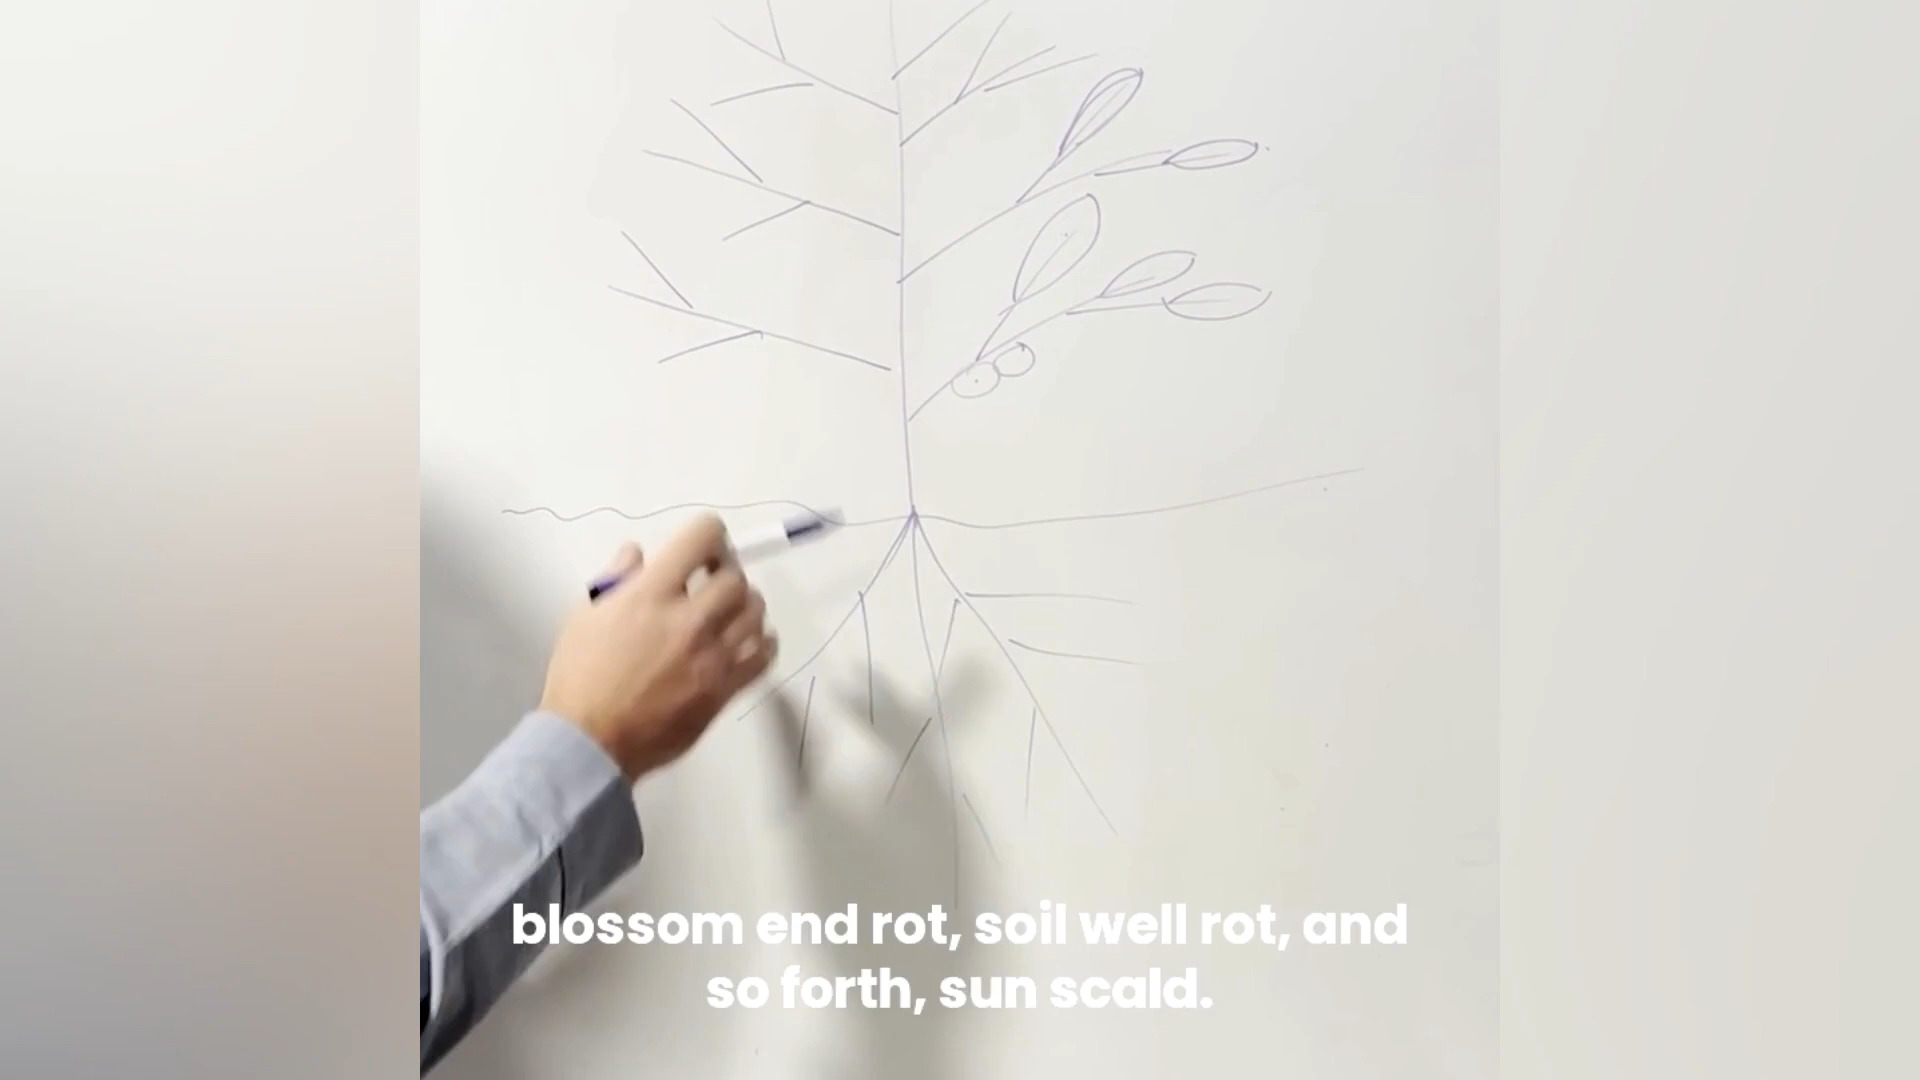 blossom end rot, soil well rot, and
so forth, sun scald.